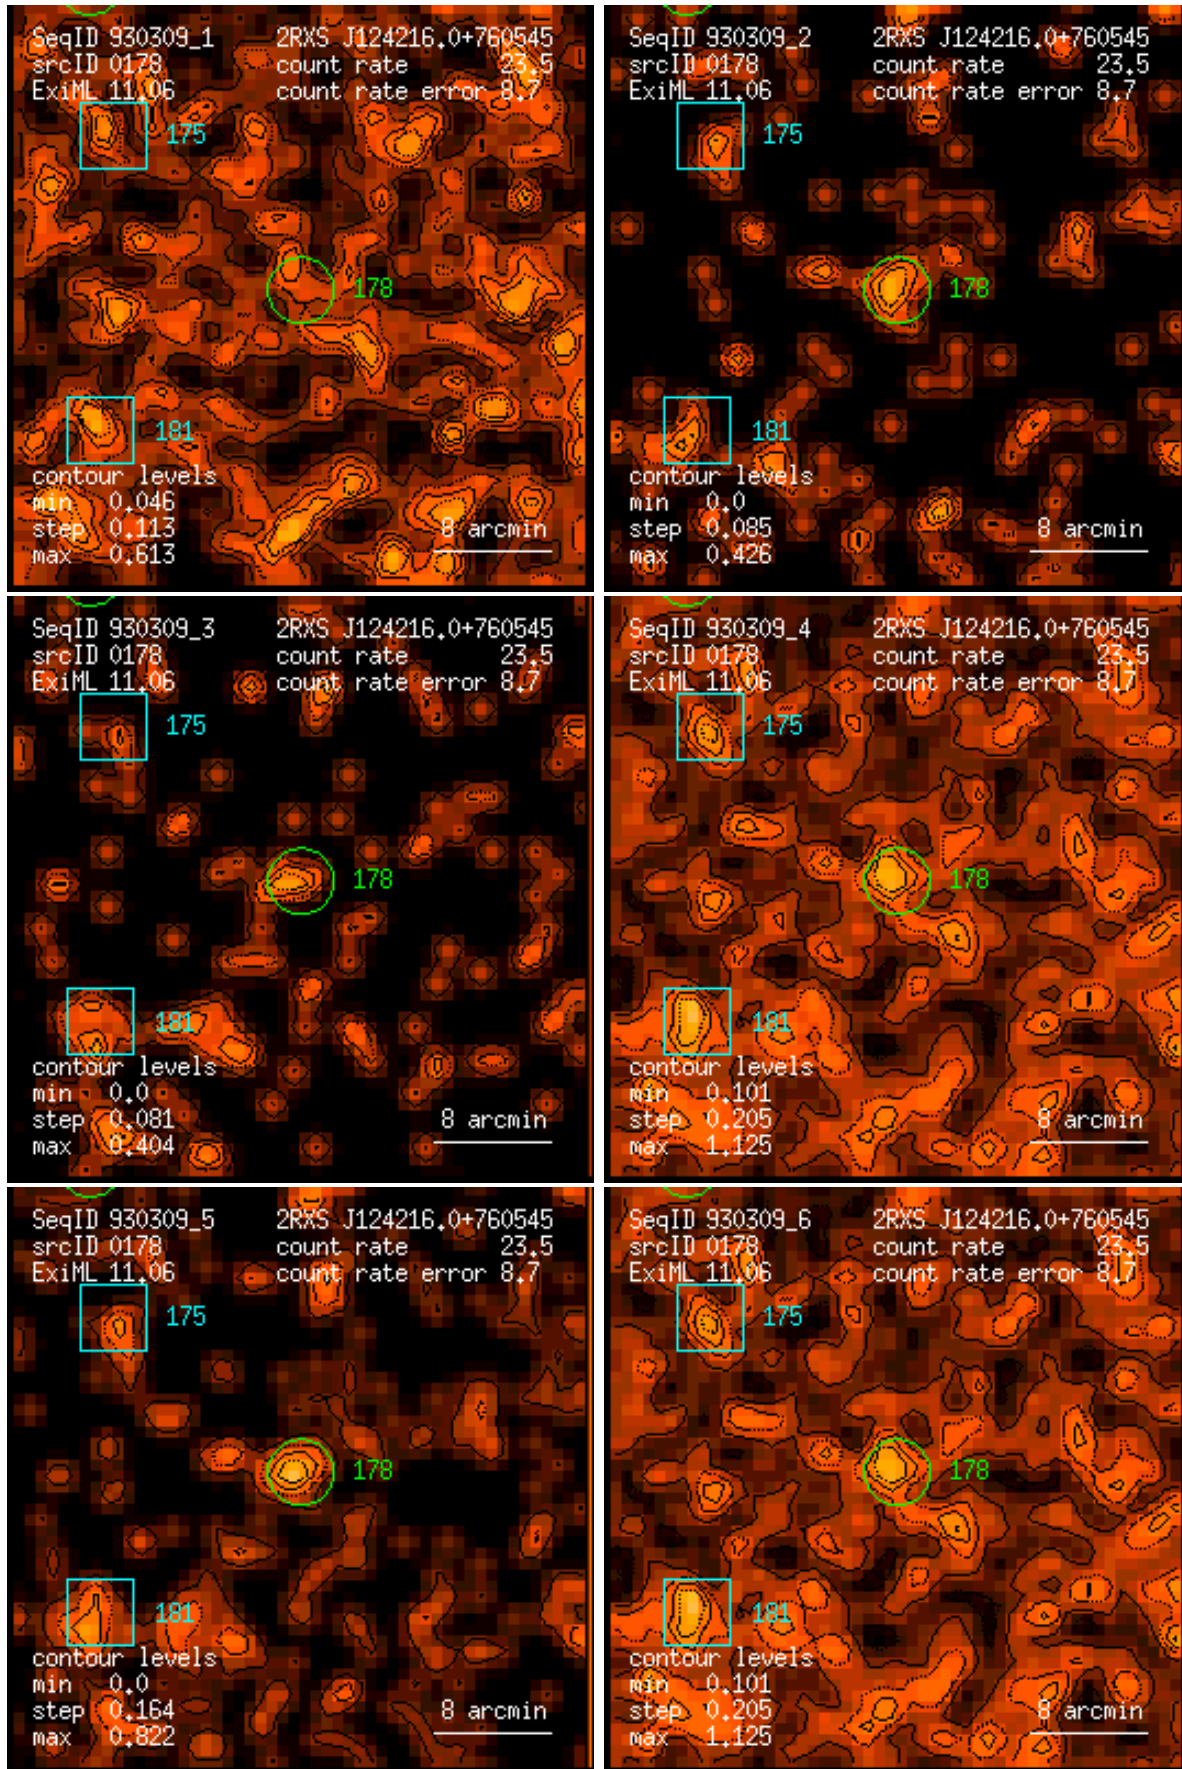 SeqID 930309_1 2RXS J124216.0+760545
srcID 0178 count rate 23.5
ExiML 11.06 count rate error 8.7
175
178
181
contour levels
min 0.046
step 0.113 8 arcmin
max 0.613
SeqID 930309_2 2RXS J124216.0+760545
srcID 0178 count rate 23.5
ExiML 11.06 count rate error 8.7
175
178
181
contour levels
min 0.0
step 0.085 8 arcmin
max 0.426
SeqID 930309_3 2RXS J124216.0+760545
srcID 0178 count rate 23.5
ExiML 11.06 count rate error 8.7
175
178
181
contour levels
min 0.0
step 0.081 8 arcmin
max 0.404
SeqID 930309_4 2RXS J124216.0+760545
srcID 0178 count rate 23.5
ExiML 11.06 count rate error 8.7
175
178
181
contour levels
min 0.101
step 0.205 8 arcmin
max 1.125
SeqID 930309_5 2RXS J124216.0+760545
srcID 0178 count rate 23.5
ExiML 11.06 count rate error 8.7
175
178
181
contour levels
min 0.0
step 0.164 8 arcmin
max 0.822
SeqID 930309_6 2RXS J124216.0+760545
srcID 0178 count rate 23.5
ExiML 11.06 count rate error 8.7
175
178
181
contour levels
min 0.101
step 0.205 8 arcmin
max 1.125